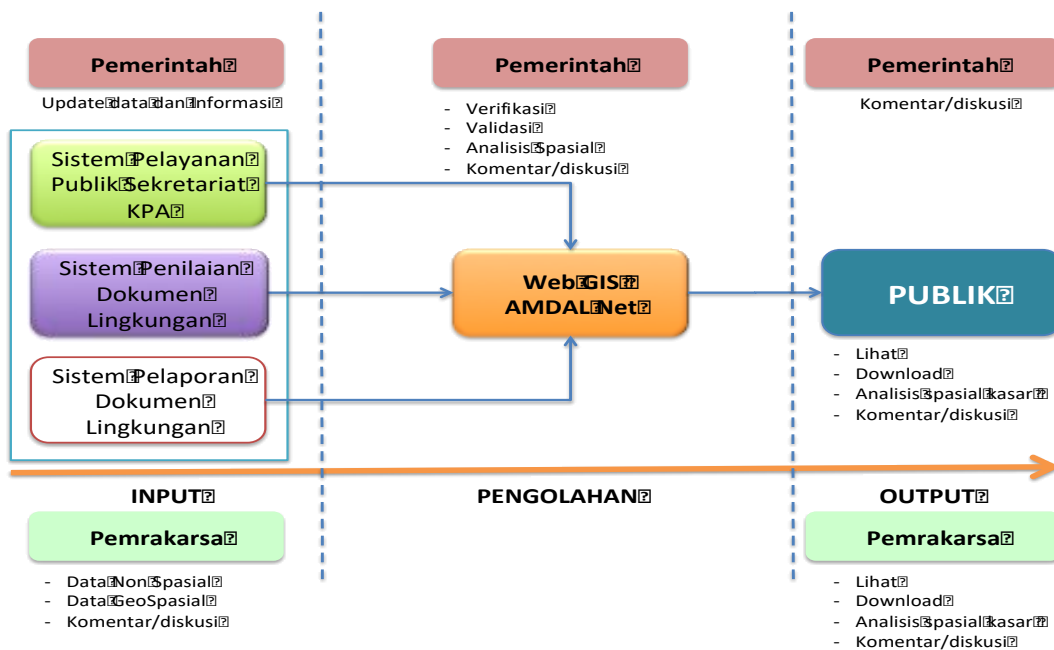 Pemerintah
Update data dan Informasi
Sistem Pelayanan
Publik Sekretariat
KPA
Sistem Penilaian
Dokumen
Lingkungan
Sistem Pelaporan
Dokumen
Lingkungan
Pemerintah
- Verifikasi
- Validasi
- Analisis Spasial
- Komentar/diskusi
Web GIS
AMDAL Net
Pemerintah
Komentar/diskusi
PUBLIK
- Lihat
- Download
- Analisis spasial kasar
- Komentar/diskusi
INPUT
PENGOLAHAN
OUTPUT
Pemrakarsa
- Data Non Spasial
- Data GeoSpasial
- Komentar/diskusi
Pemrakarsa
- Lihat
- Download
- Analisis spasial kasar
- Komentar/diskusi